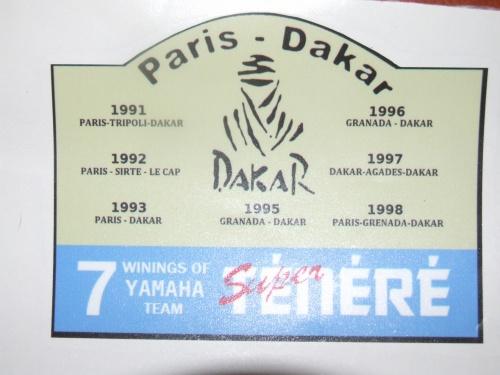 Paris - Dakar
1991
PARIS-TRIPOLI-DAKAR
1996
GRANADA - DAKAR
1992
PARIS - SIRTE - LE CAP
1997
DAKAR-AGADES-DAKAR
DAKAR
1993
PARIS - DAKAR
1995
GRANADA - DAKAR
1998
PARIS-GRENADA-DAKAR
7 WININGS OF
YAMAHA
TEAM
Super
TÉNÉRÉ